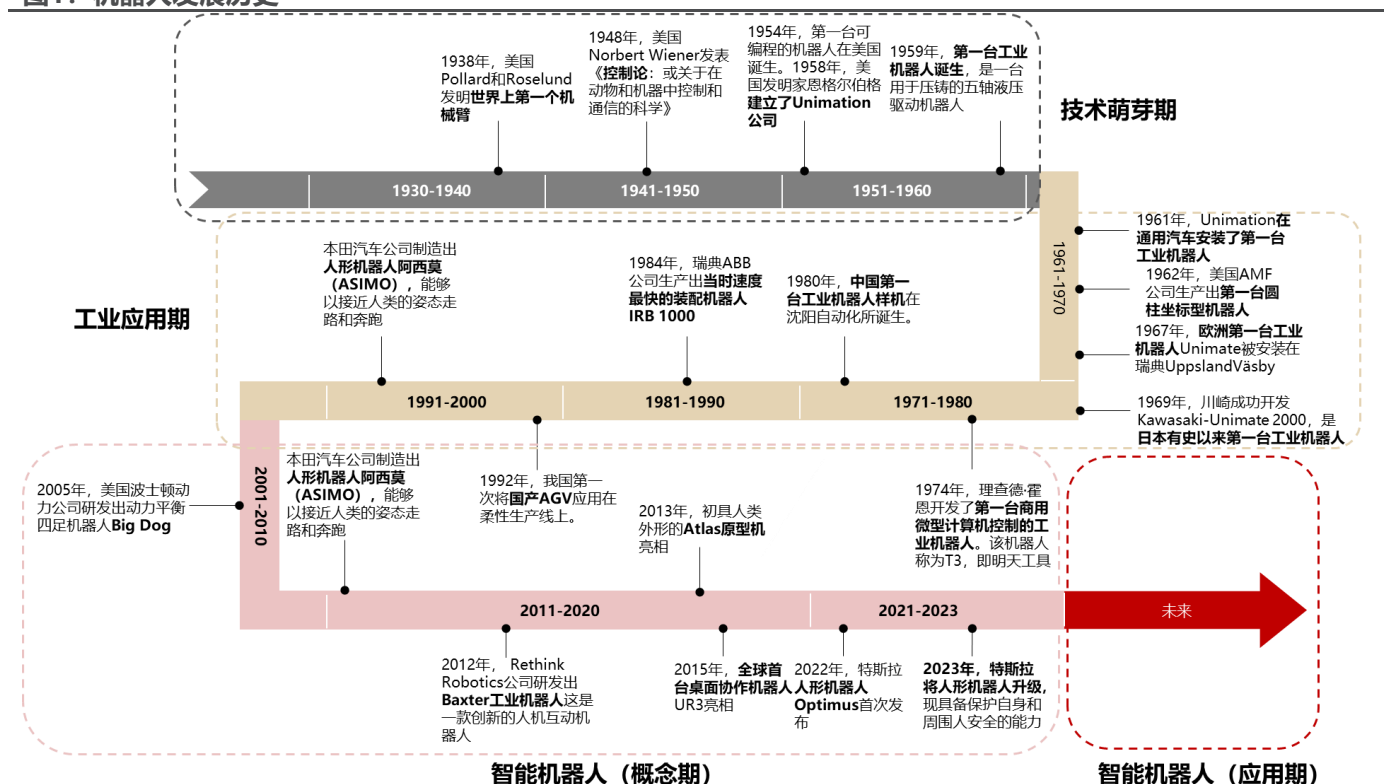 图1：机器人发展历史
1938年，美国
Pollard和Roselund
发明世界上第一个机
械臂
1948年，美国
Norbert Wiener发表
《控制论：或关于在
动物和机器中控制和
通信的科学》
1954年，第一台可
编程的机器人在美国
诞生。1958年，美
国发明家恩格尔伯格
建立了Unimation
公司
1959年，第一台工业
机器人诞生，是一台
用于压铸的五轴液压
驱动机器人
技术萌芽期
1930-1940
1941-1950
1951-1960
1961-1970
1961年，Unimation在
通用汽车安装了第一台
工业机器人
1962年，美国AMF
公司生产出第一台圆
柱坐标型机器人
1967年，欧洲第一台工业
机器人Unimate被安装在
瑞典UppslandVäsby
1969年，川崎成功开发
Kawasaki-Unimate 2000，是
日本有史以来第一台工业机器人
工业应用期
本田汽车公司制造出
人形机器人阿西莫
（ASIMO），能够
以接近人类的姿态走
路和奔跑
1984年，瑞典ABB
公司生产出当时速度
最快的装配机器人
IRB 1000
1980年，中国第一
台工业机器人样机在
沈阳自动化所诞生。
1991-2000
1981-1990
1971-1980
2001-2010
2005年，美国波士顿动
力公司研发出动力平衡
四足机器人Big Dog
本田汽车公司制造出
人形机器人阿西莫
（ASIMO），能够
以接近人类的姿态走
路和奔跑
1992年，我国第一
次将国产AGV应用在
柔性生产线上。
2013年，初具人类
外形的Atlas原型机
亮相
1974年，理查德·霍
恩开发了第一台商用
微型计算机控制的工
业机器人。该机器人
称为T3，即明天工具
2011-2020
2021-2023
未来
2012年， Rethink
Robotics公司研发出
Baxter工业机器人这是
一款创新的人机互动机
器人
2015年，全球首
台桌面协作机器人
UR3亮相
2022年，特斯拉
人形机器人
Optimus首次发
布
2023年，特斯拉
将人形机器人升级，
现具备保护自身和
周围人安全的能力
智能机器人（概念期）
智能机器人（应用期）